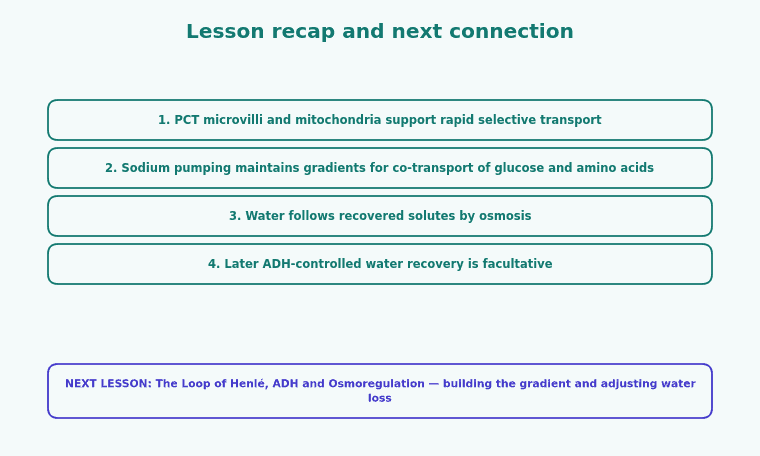 Lesson recap and next connection
1. PCT microvilli and mitochondria support rapid selective transport
2. Sodium pumping maintains gradients for co-transport of glucose and amino acids
3. Water follows recovered solutes by osmosis
4. Later ADH-controlled water recovery is facultative
NEXT LESSON: The Loop of Henlé, ADH and Osmoregulation — building the gradient and adjusting water
loss